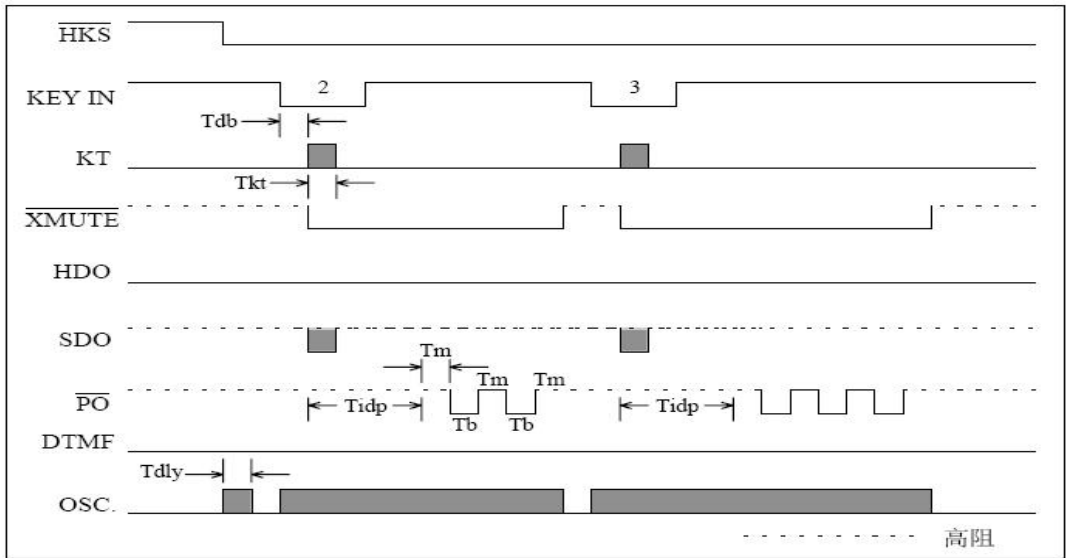 HKS
KEY IN
2
3
Tdb
KT
Tkt
XMUTE
HDO
SDO
Tm
Tm
Tm
PO
Tidp
Tb
Tb
Tidp
DTMF
Tdly
OSC.
高阻